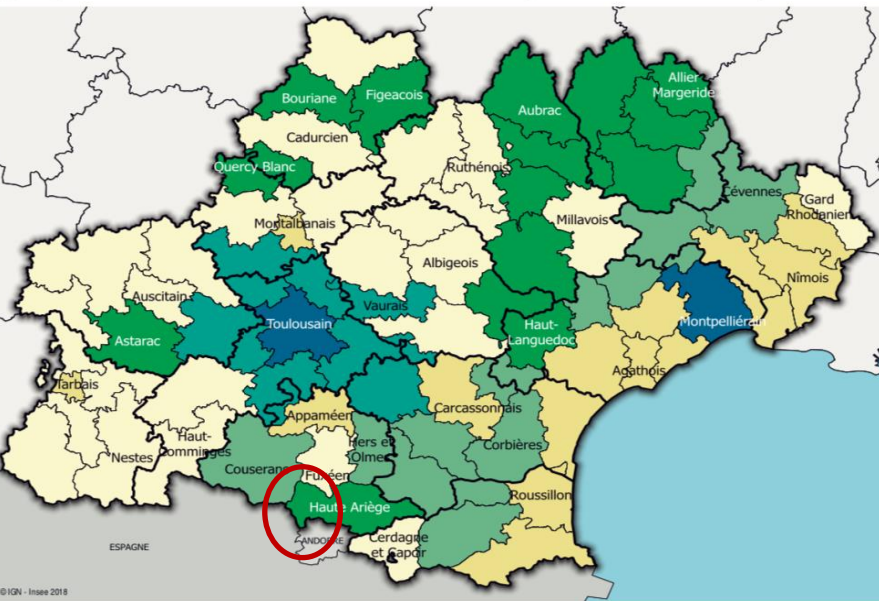 Allier
Margeride
Bouriane
Figeacois
Aubrac
Cadurcien
Quercy Blanc
Ruthénois
Cévennes
Gard
Rhodanien
Montalbanais
Millavois
Albigeois
Nîmois
Auscitain
Vaurais
Toulousain
Montpelliérain
Astarac
Haut-
Languedoc
Agathois
Tarbais
Carcassonnais
Appaméen
Haut-
Comminges
Hers et
Olmes
Corbières
Nestes
Couserans
Fuxéen
Roussillon
Haute Ariège
ESPAGNE
ANDORRE
Cerdagne
et Capcir
© IGN - Insee 2018